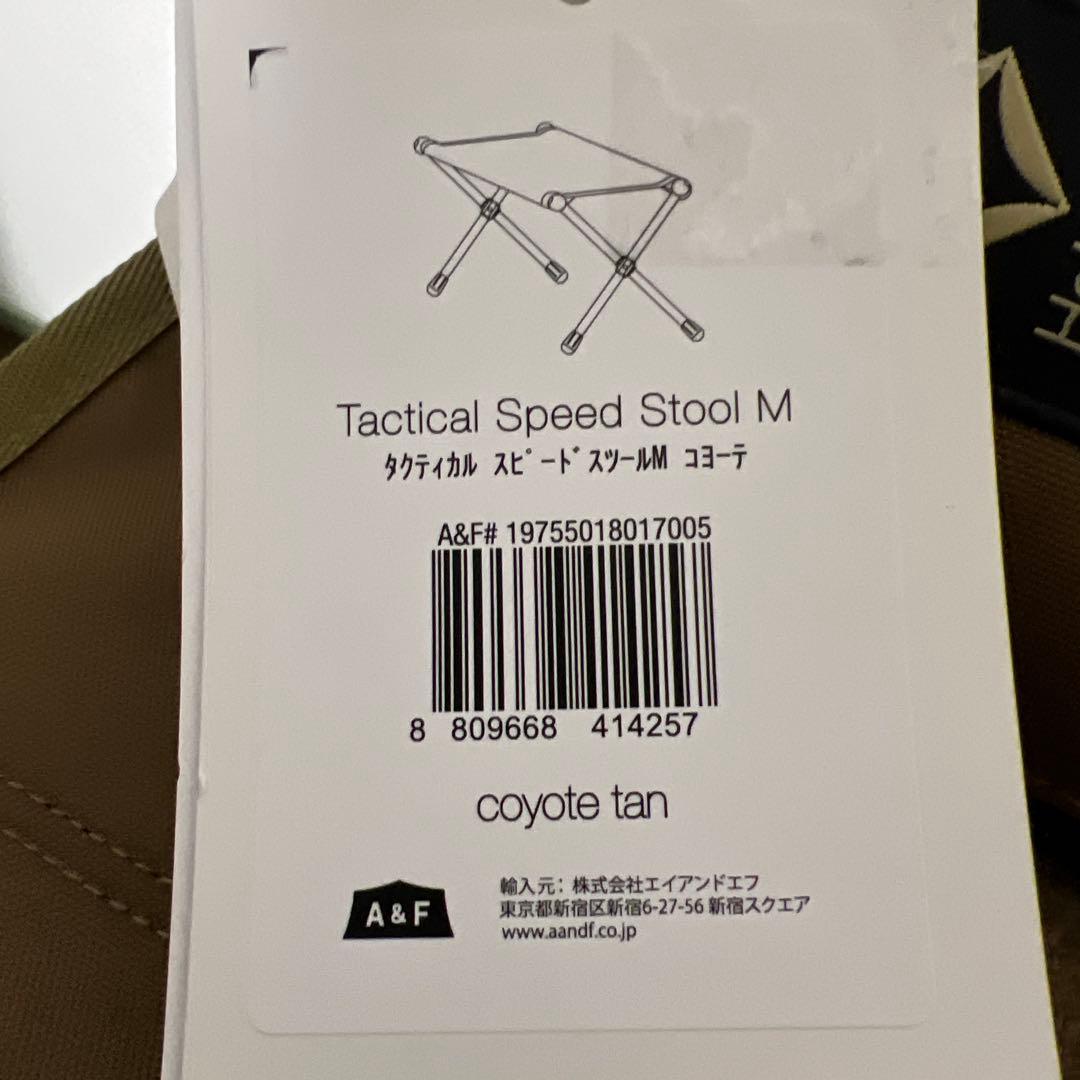 Tactical Speed Stool M
ﾀｸﾃｨｶﾙ ｽﾋﾟｰﾄﾞｽﾂｰﾙM ｺﾖｰﾃ
A&F# 19755018017005
8 809668 414257
coyote tan
A & F
輸入元：株式会社エイアンドエフ
東京都新宿区新宿6-27-56 新宿スクエア
www.aandf.co.jp